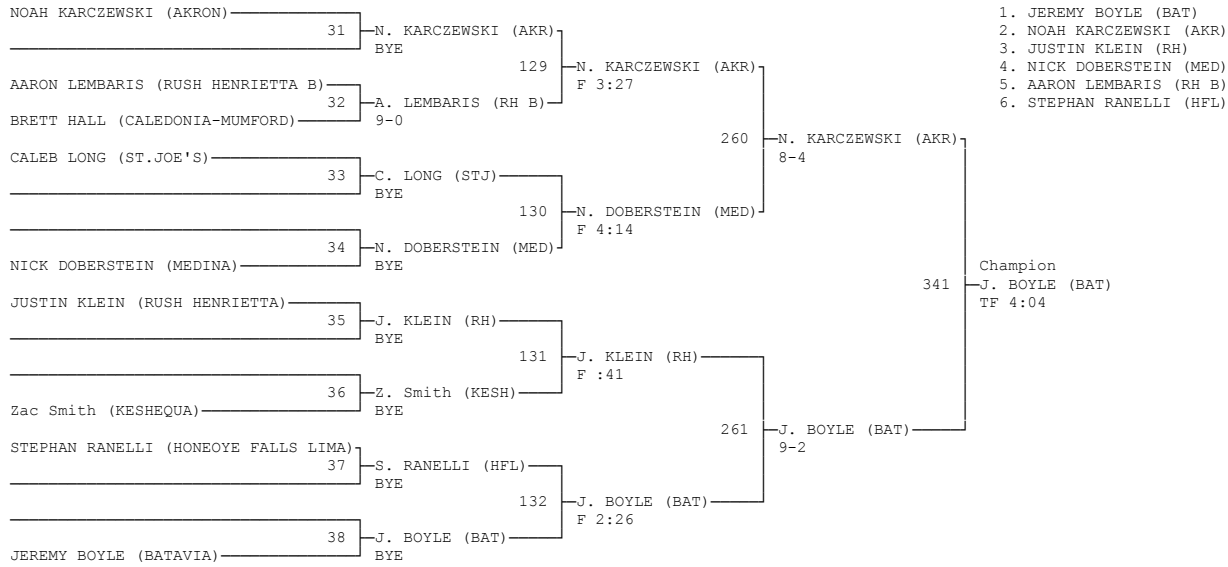 NOAH KARCZEWSKI (AKRON)
1. JEREMY BOYLE (BAT)
31 N. KARCZEWSKI (AKR)
2. NOAH KARCZEWSKI (AKR)
BYE
3. JUSTIN KLEIN (RH)
129 N. KARCZEWSKI (AKR)
4. NICK DOBERSTEIN (MED)
AARON LEMBARIS (RUSH HENRIETTA B)
F 3:27
5. AARON LEMBARIS (RH B)
32 A. LEMBARIS (RH B)
6. STEPHAN RANELLI (HFL)
BRETT HALL (CALEDONIA-MUMFORD)
9-0
260 N. KARCZEWSKI (AKR)
CALEB LONG (ST.JOE'S)
8-4
33 C. LONG (STJ)
BYE
130 N. DOBERSTEIN (MED)
F 4:14
34 N. DOBERSTEIN (MED)
NICK DOBERSTEIN (MEDINA)
BYE
Champion
341 J. BOYLE (BAT)
JUSTIN KLEIN (RUSH HENRIETTA)
TF 4:04
35 J. KLEIN (RH)
BYE
131 J. KLEIN (RH)
F :41
36 Z. Smith (KESH)
Zac Smith (KESHEQUA)
BYE
261 J. BOYLE (BAT)
STEPHAN RANELLI (HONEOYE FALLS LIMA)
9-2
37 S. RANELLI (HFL)
BYE
132 J. BOYLE (BAT)
F 2:26
38 J. BOYLE (BAT)
JEREMY BOYLE (BATAVIA)
BYE